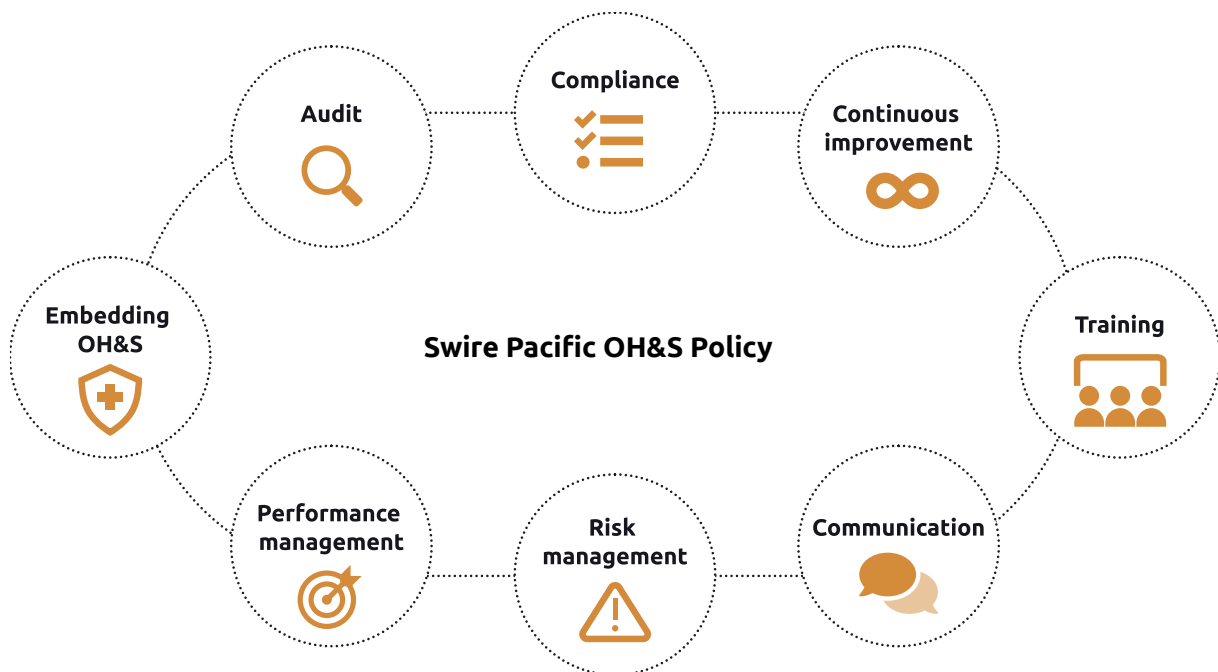 Compliance
Audit
Continuous
improvement
Embedding
OH&S
Swire Pacific OH&S Policy
Training
Performance
management
Risk
management
Communication